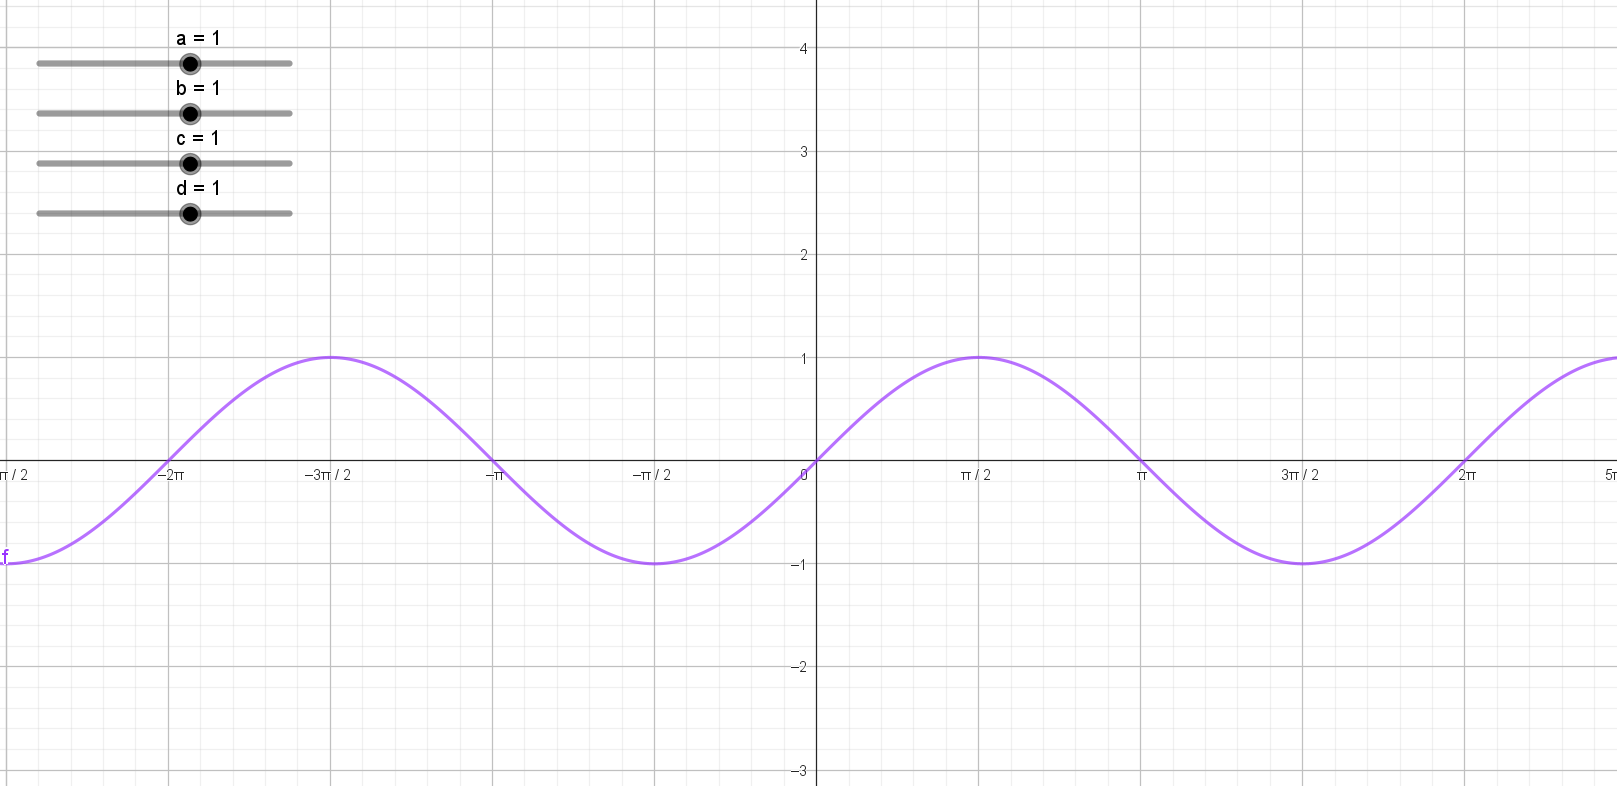 a = 1
b = 1
c = 1
d = 1
4
3
2
1
π / 2
−2π
−3π / 2
−π
−π / 2
0
π / 2
π
3π / 2
2π
5π
f
−1
−2
−3